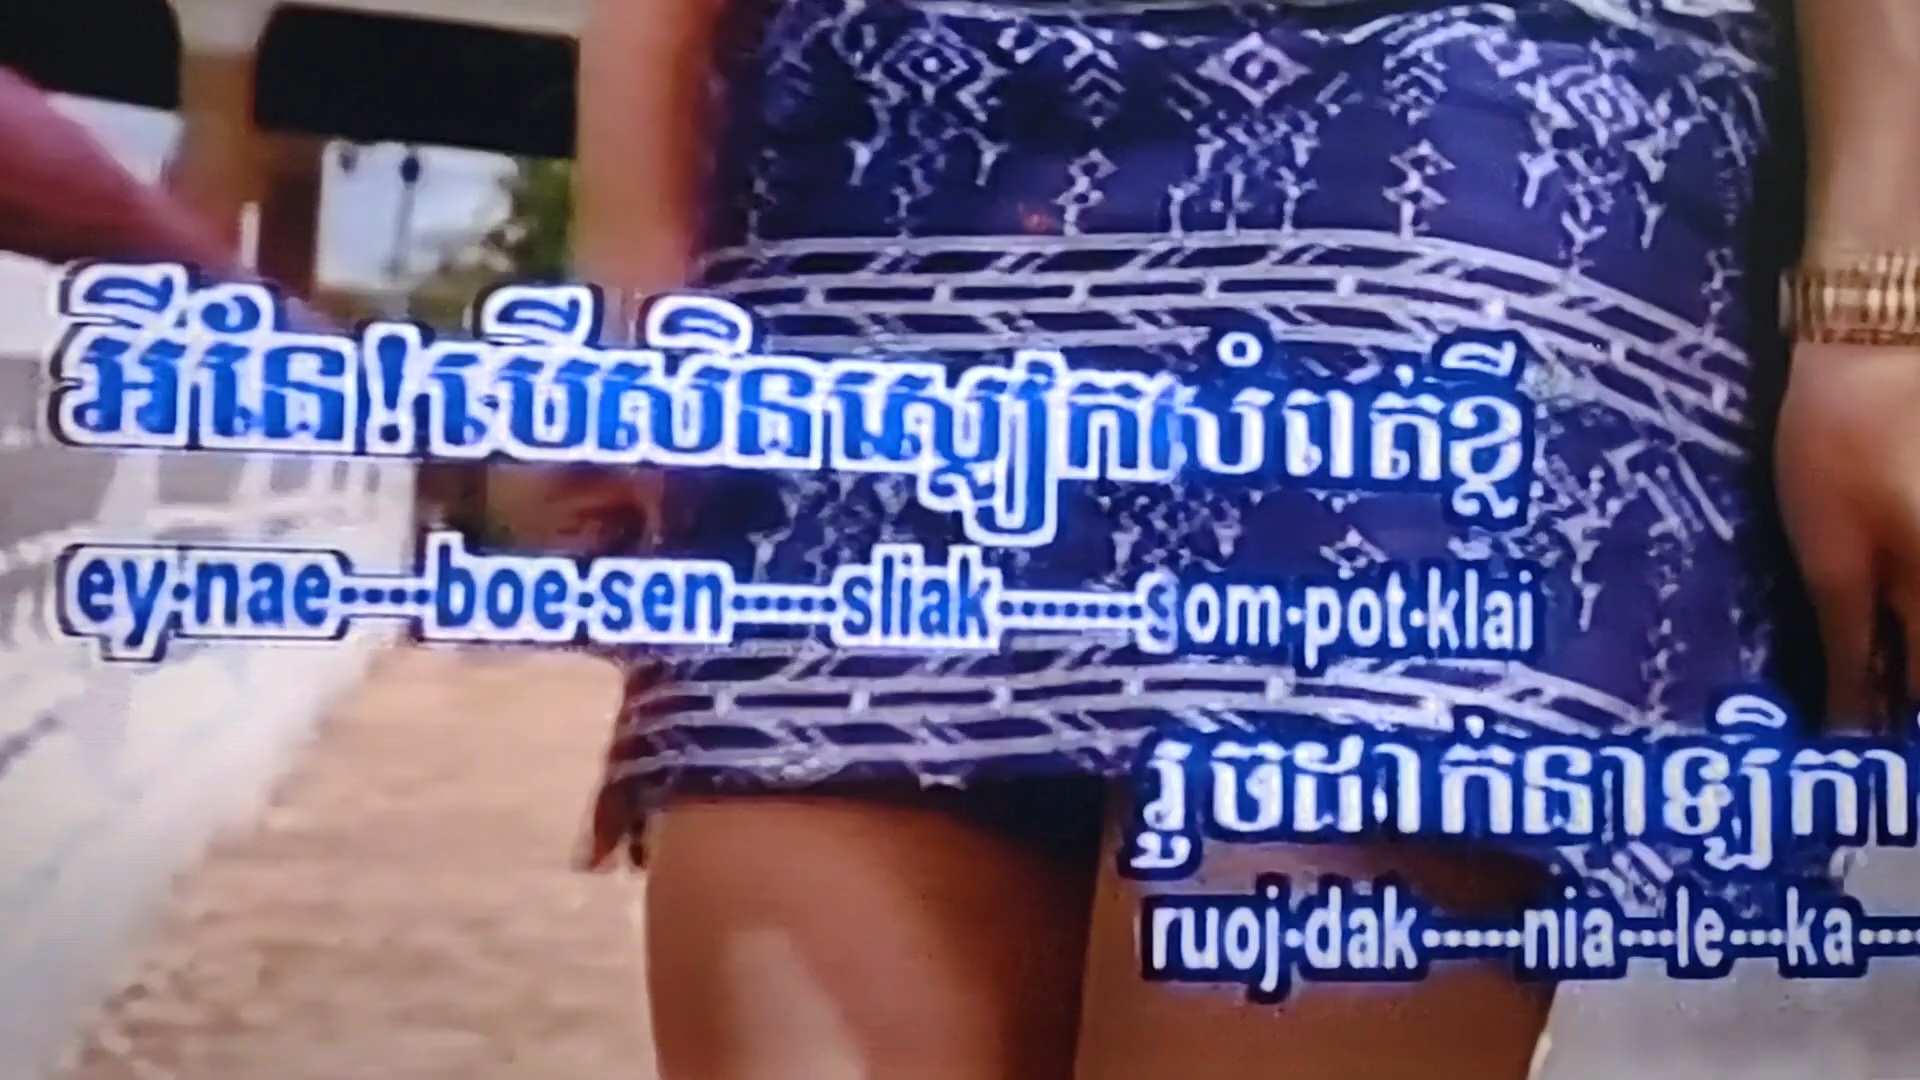 អីនែ!បើសិនស្លៀកសំពត់ខ្លី
ey·nae----boe·sen-----sliak-------som·pot·klai
រួចដាក់នាឡិកា
ruoj·dak-----nia---le---ka----